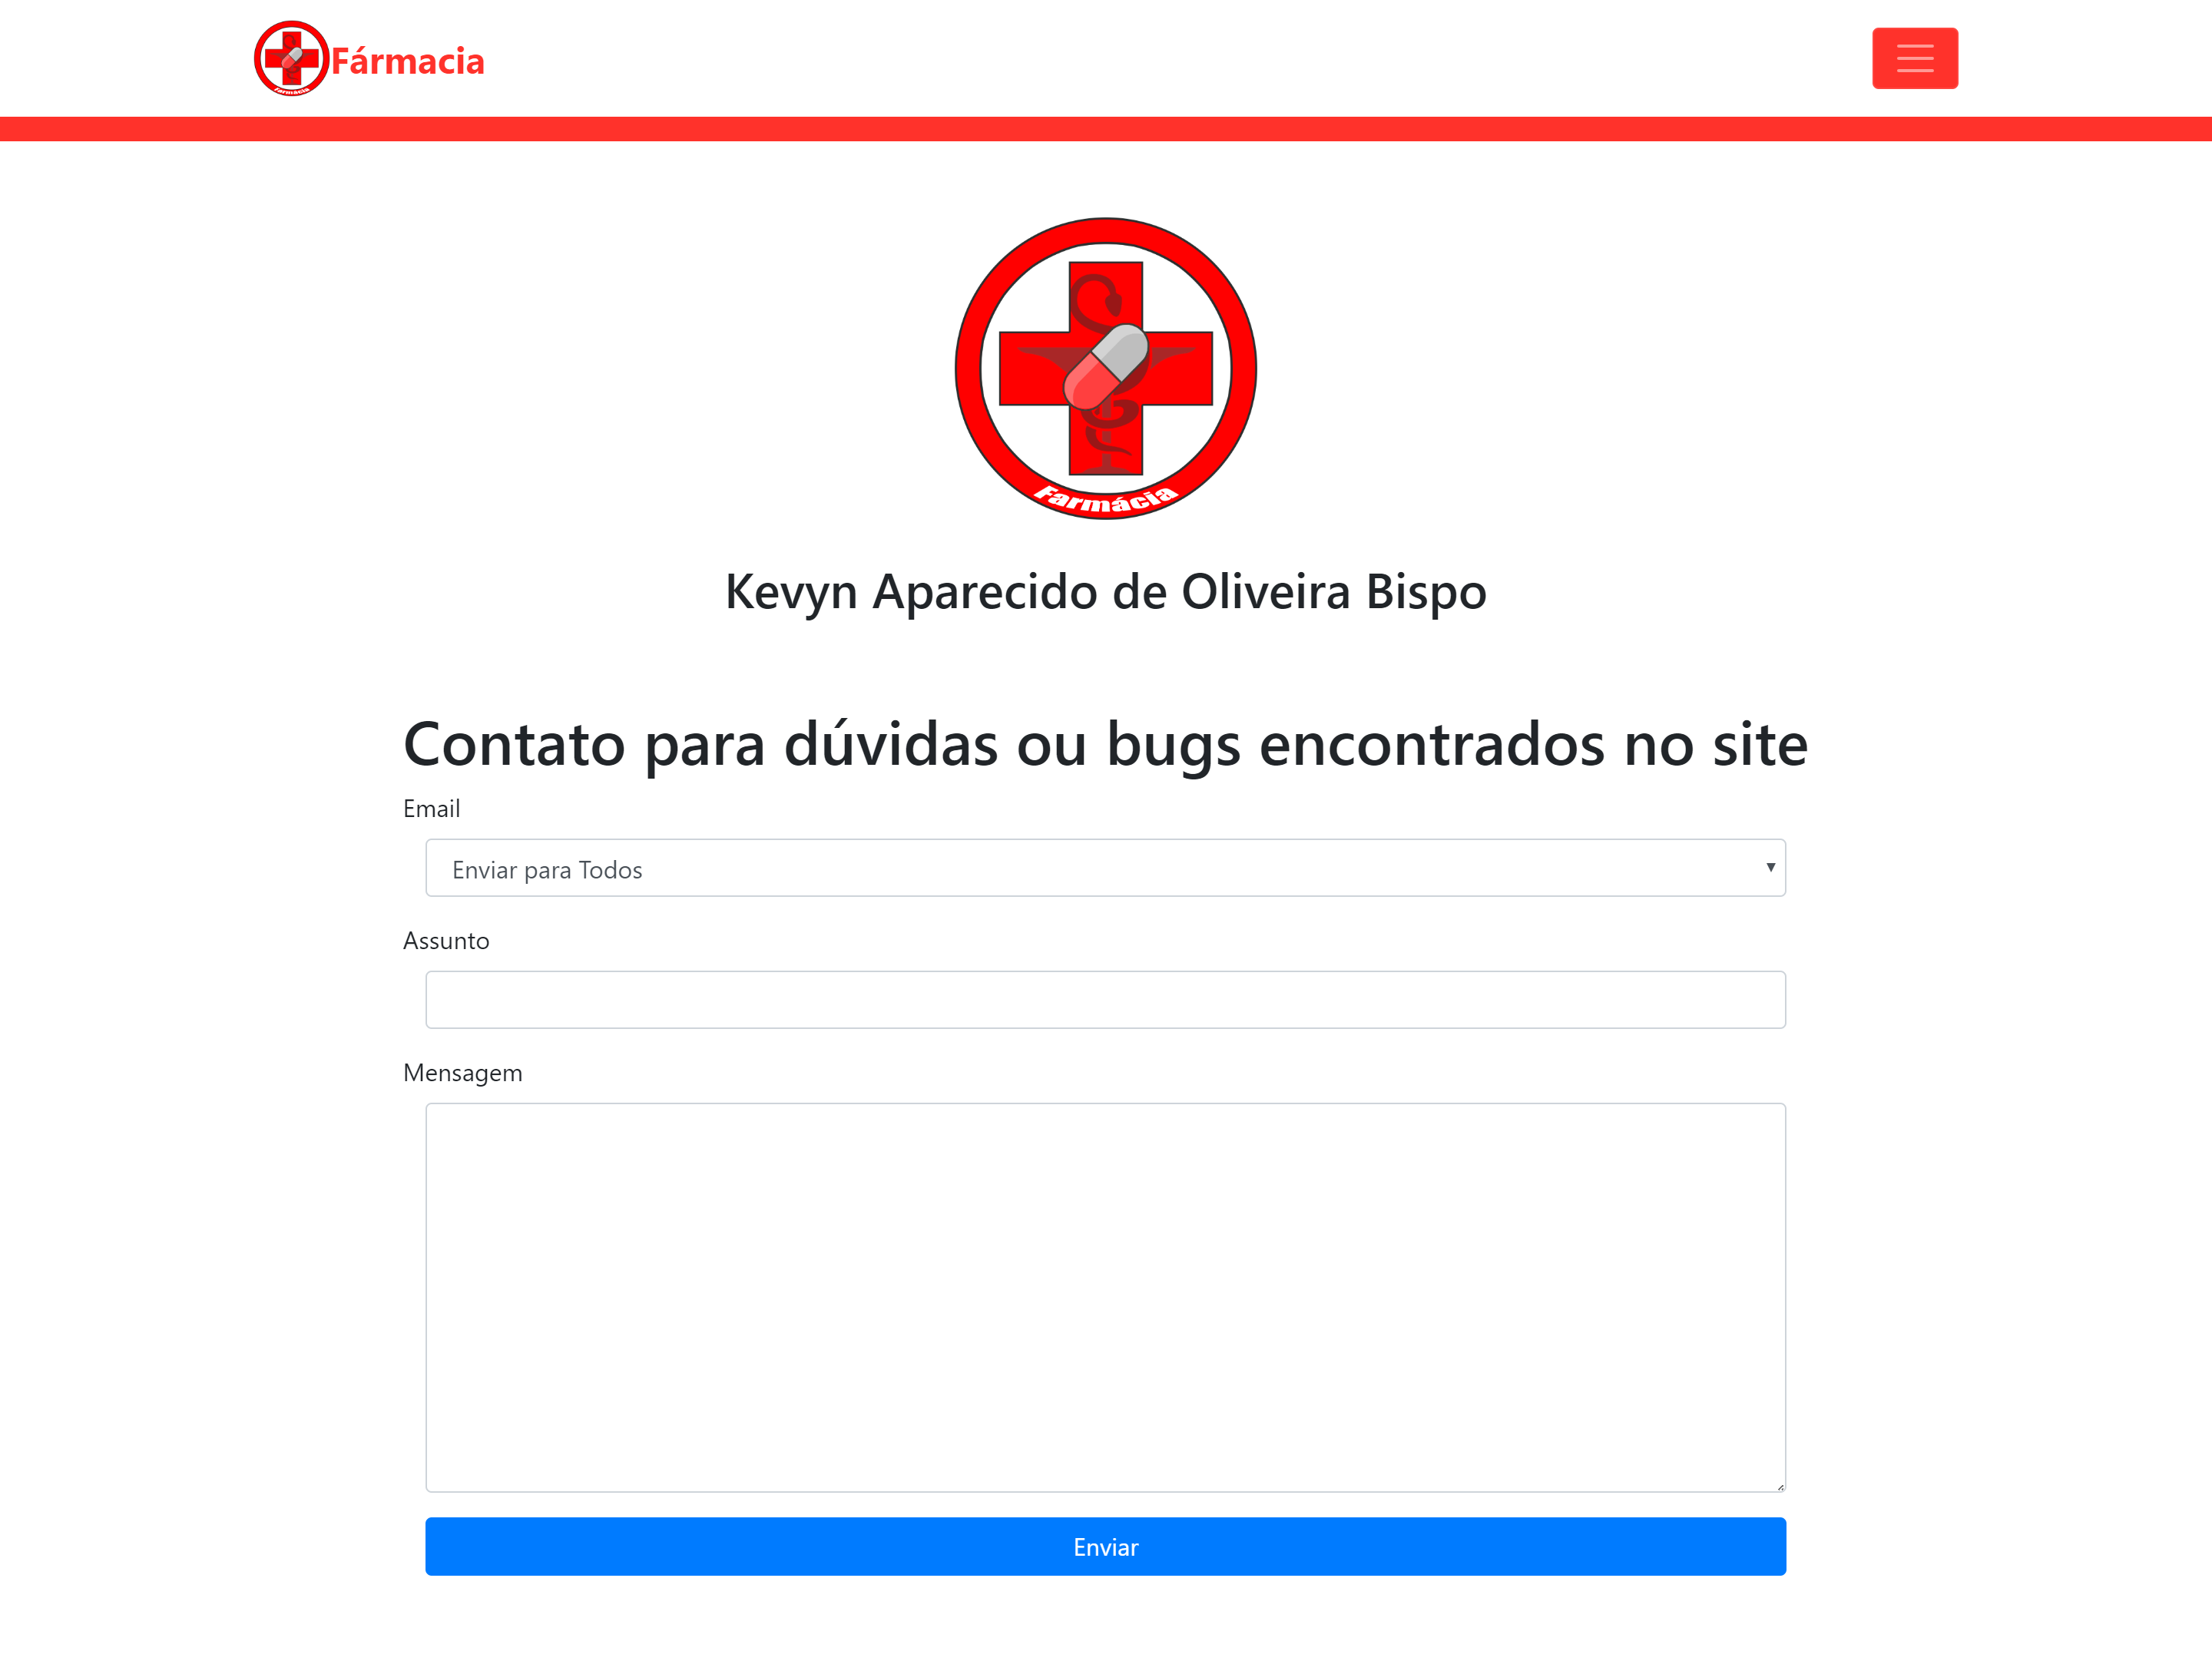 Fármacia
Farmácia
Kevyn Aparecido de Oliveira Bispo
Contato para dúvidas ou bugs encontrados no site
Email
Enviar para Todos
Assunto
Mensagem
Enviar